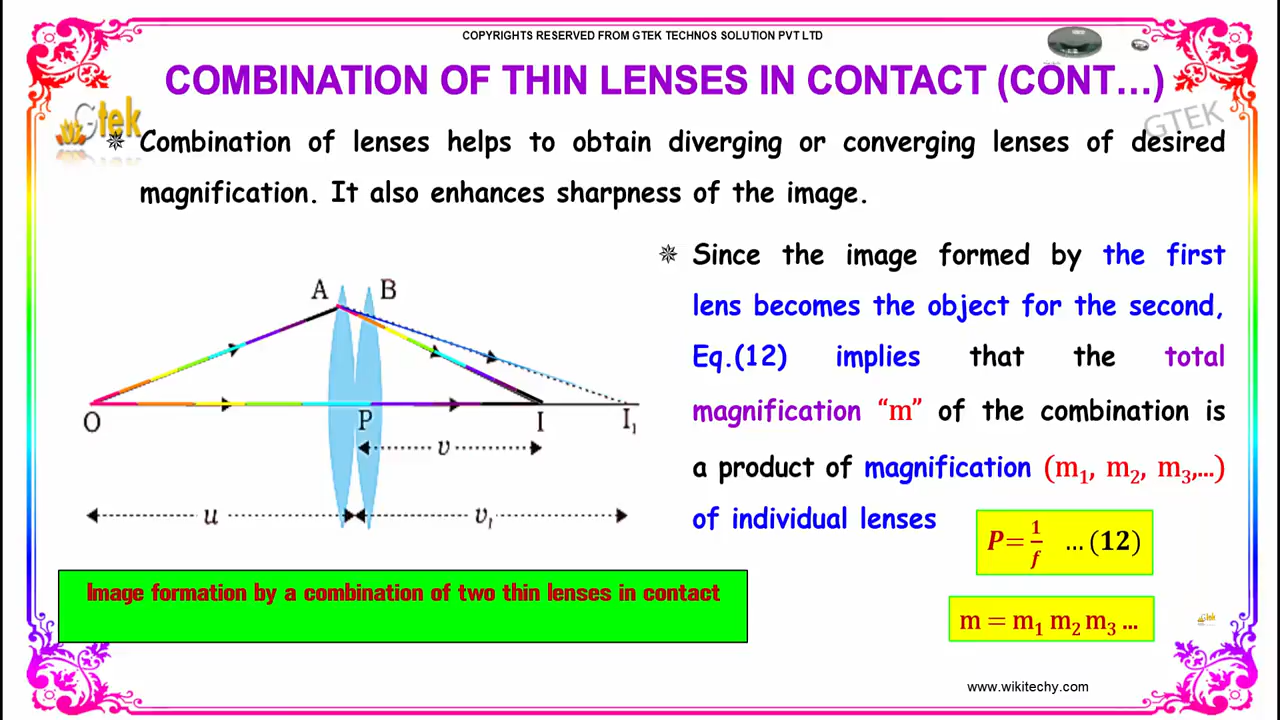 COPYRIGHTS RESERVED FROM GTEK TECHNOS SOLUTION PVT LTD
COMBINATION OF THIN LENSES IN CONTACT (CONT...)
Gtek
GTEK
Combination of lenses helps to obtain diverging or converging lenses of desired
magnification. It also enhances sharpness of the image.
Since the image formed by the first
lens becomes the object for the second,
Eq.(12) implies that the total
magnification “m” of the combination is
a product of magnification (m₁, m₂, m₃,...)
of individual lenses
A B
O P I I₁
v
u v₁
P = 1/f ... (12)
Image formation by a combination of two thin lenses in contact
m = m₁ m₂ m₃ ...
www.wikitechy.com